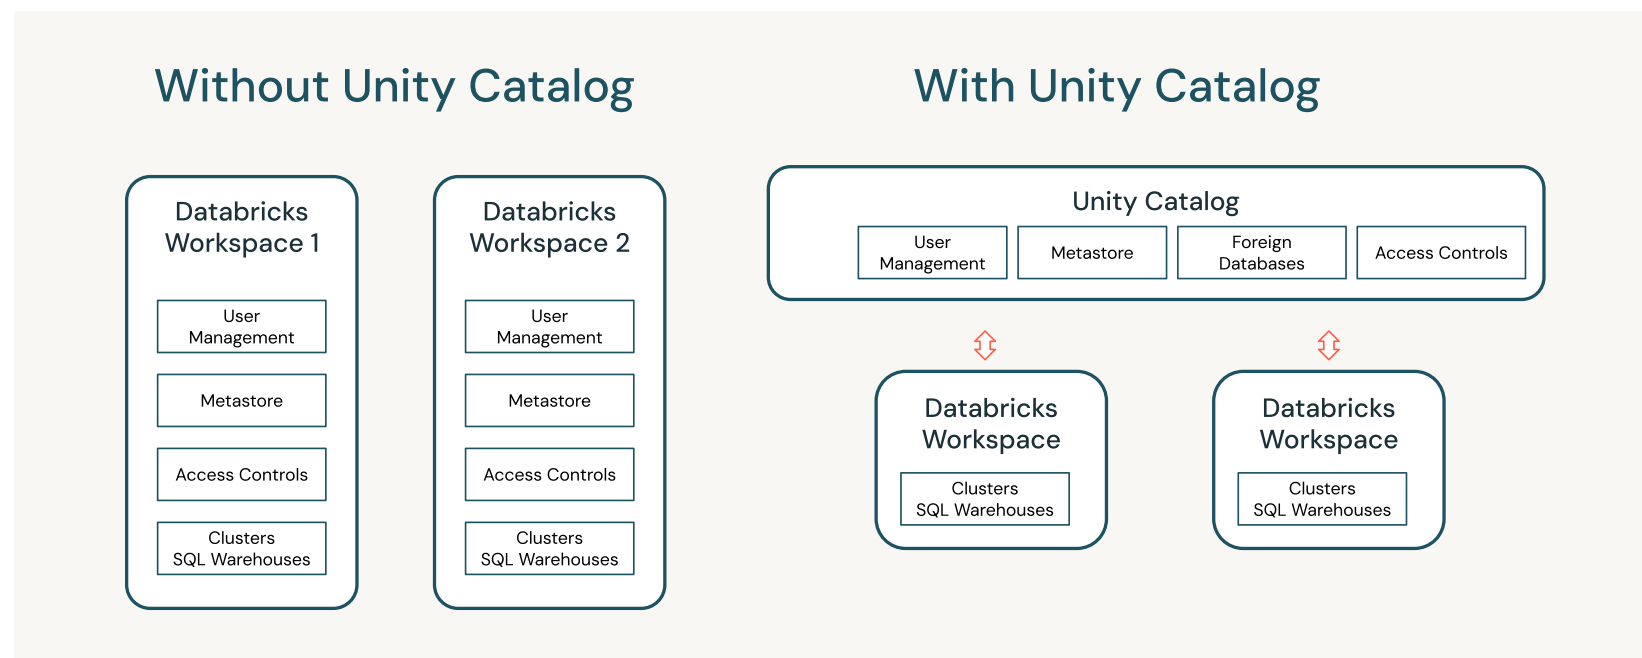 Without Unity Catalog
Databricks
Workspace 1
User
Management
Metastore
Access Controls
Clusters
SQL Warehouses
Databricks
Workspace 2
User
Management
Metastore
Access Controls
Clusters
SQL Warehouses
With Unity Catalog
Unity Catalog
User
Management
Metastore
Foreign
Databases
Access Controls
Databricks
Workspace
Clusters
SQL Warehouses
Databricks
Workspace
Clusters
SQL Warehouses